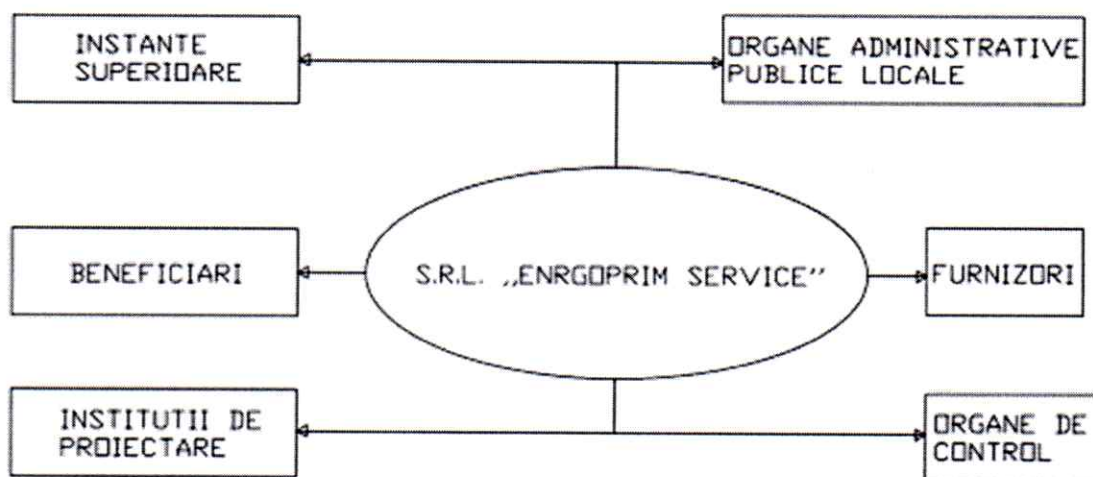 INSTANTE
SUPERIOARE
ORGANE ADMINISTRATIVE
PUBLICE LOCALE
BENEFICIARI
S.R.L. „ENRGOPRIM SERVICE”
FURNIZORI
INSTITUTII DE
PROIECTARE
ORGANE DE
CONTROL